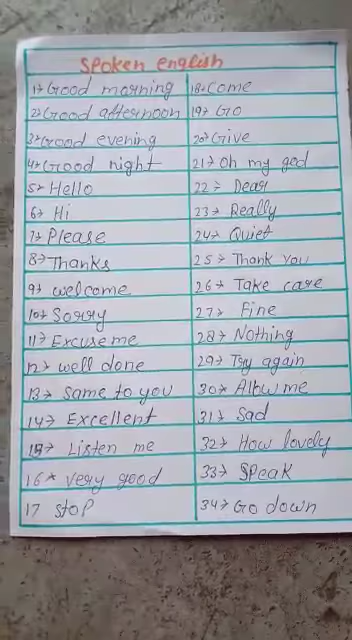 Spoken english
1→ Good morning
2→ Good afternoon
3→ Good evening
4→ Good night
5→ Hello
6→ Hi
7→ Please
8→ Thanks
9→ welcome
10→ Sorry
11→ Excuse me
12→ well done
13→ same to you
14→ Excellent
15→ Listen me
16→ very good
17 stop
18→ Come
19→ Go
20→ Give
21→ oh my god
22→ Dear
23→ Really
24→ Quiet
25→ Thank you
26→ Take care
27→ Fine
28→ Nothing
29→ Try again
30→ Allow me
31→ Sad
32→ How lovely
33→ Speak
34→ Go down